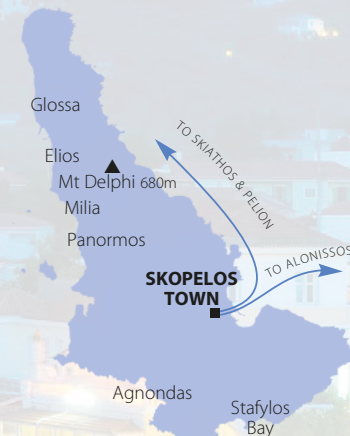 Glossa
Elios
Mt Delphi 680m
Milia
Panormos
TO SKIATHOS & PELION
TO ALONISSOS
SKOPELOS
TOWN
Agnondas
Stafylos
Bay